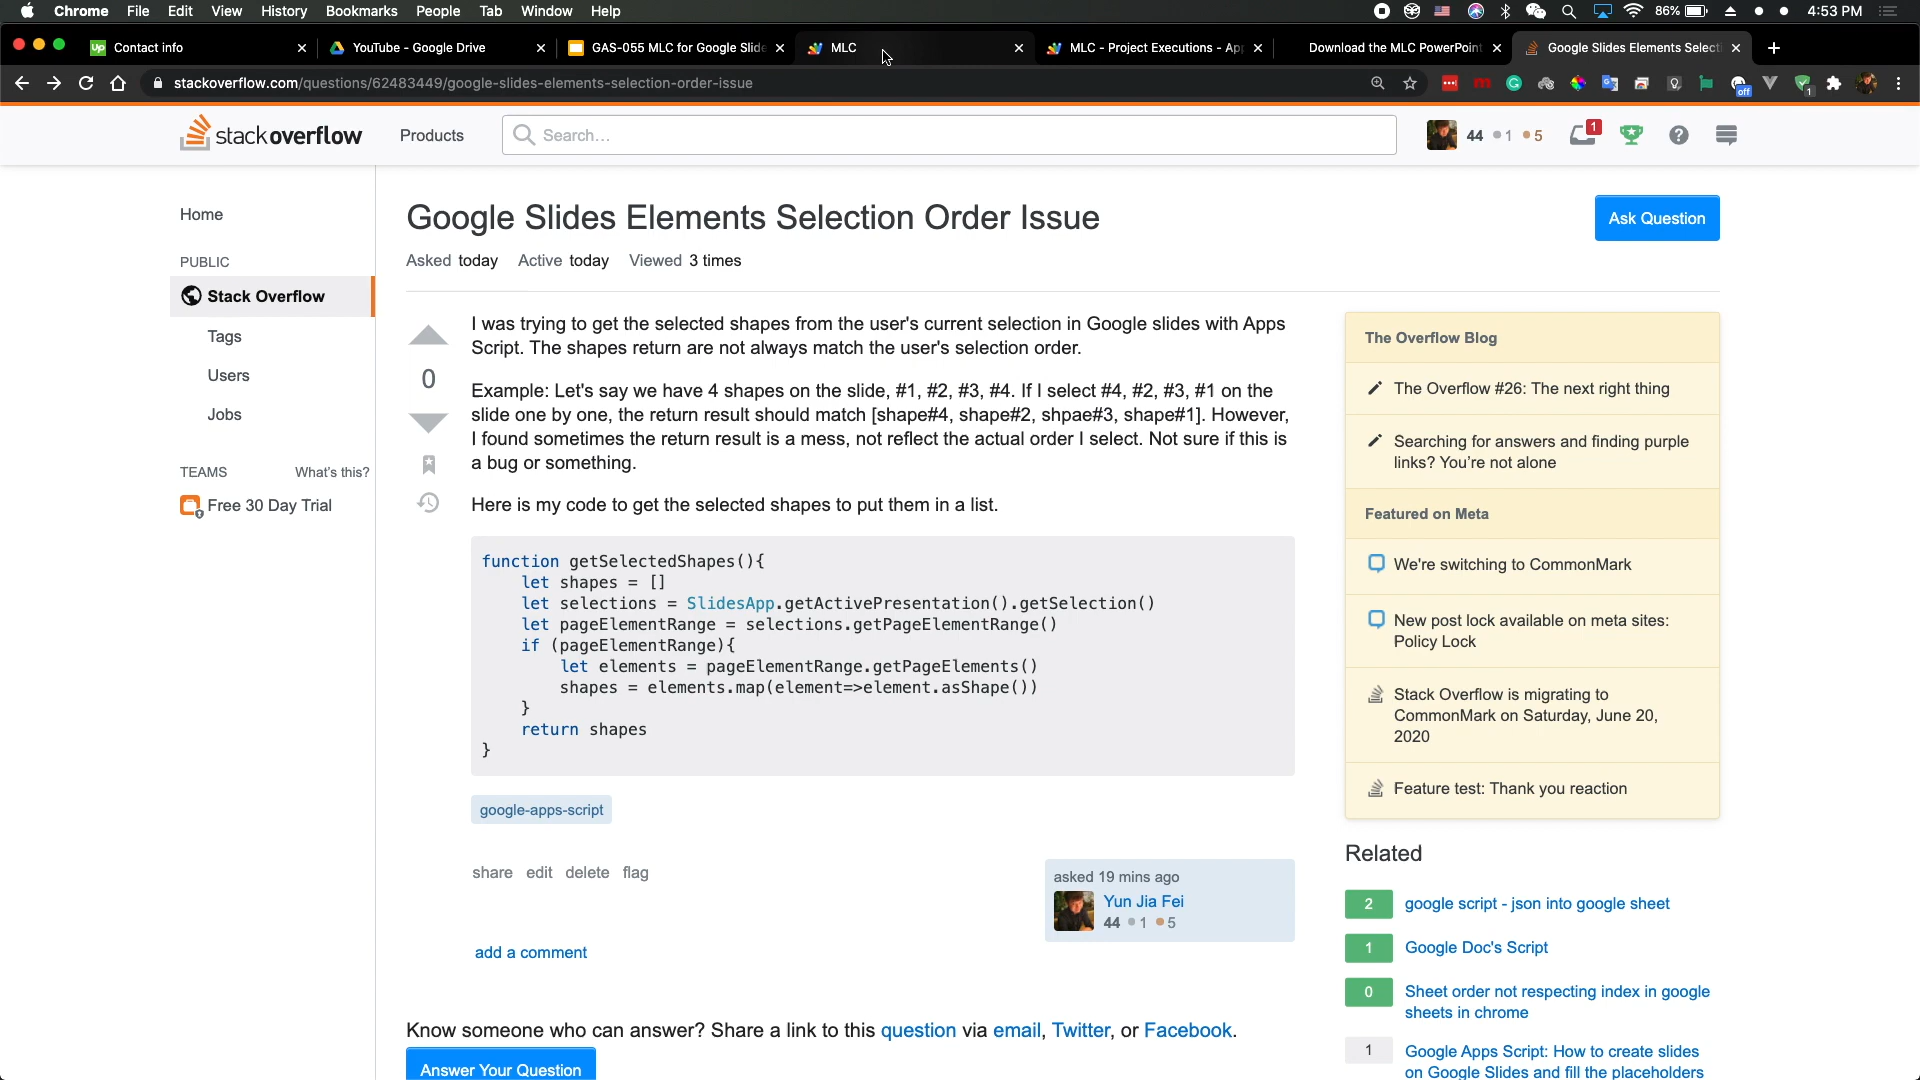 Chrome File Edit View History Bookmarks People Tab Window Help
86%
4:53 PM
Up Contact info
YouTube - Google Drive
GAS-055 MLC for Google Slide
MLC
MLC - Project Executions - Ap
Download the MLC PowerPoint
Google Slides Elements Select
stackoverflow.com/questions/62483449/google-slides-elements-selection-order-issue
off
1
stackoverflow
Products
Search...
44 1 5
1
Home
PUBLIC
Stack Overflow
Tags
Users
Jobs
TEAMS What's this?
Free 30 Day Trial
Google Slides Elements Selection Order Issue
Ask Question
Asked today Active today Viewed 3 times
0
I was trying to get the selected shapes from the user's current selection in Google slides with Apps
Script. The shapes return are not always match the user's selection order.
Example: Let's say we have 4 shapes on the slide, #1, #2, #3, #4. If I select #4, #2, #3, #1 on the
slide one by one, the return result should match [shape#4, shape#2, shpae#3, shape#1]. However,
I found sometimes the return result is a mess, not reflect the actual order I select. Not sure if this is
a bug or something.
Here is my code to get the selected shapes to put them in a list.
function getSelectedShapes(){
let shapes = []
let selections = SlidesApp.getActivePresentation().getSelection()
let pageElementRange = selections.getPageElementRange()
if (pageElementRange){
let elements = pageElementRange.getPageElements()
shapes = elements.map(element=>element.asShape())
}
return shapes
}
google-apps-script
share edit delete flag
asked 19 mins ago
Yun Jia Fei
44 1 5
add a comment
Know someone who can answer? Share a link to this question via email, Twitter, or Facebook.
Answer Your Question
The Overflow Blog
The Overflow #26: The next right thing
Searching for answers and finding purple
links? You're not alone
Featured on Meta
We're switching to CommonMark
New post lock available on meta sites:
Policy Lock
Stack Overflow is migrating to
CommonMark on Saturday, June 20,
2020
Feature test: Thank you reaction
Related
2 google script - json into google sheet
1 Google Doc's Script
0 Sheet order not respecting index in google
sheets in chrome
1 Google Apps Script: How to create slides
on Google Slides and fill the placeholders